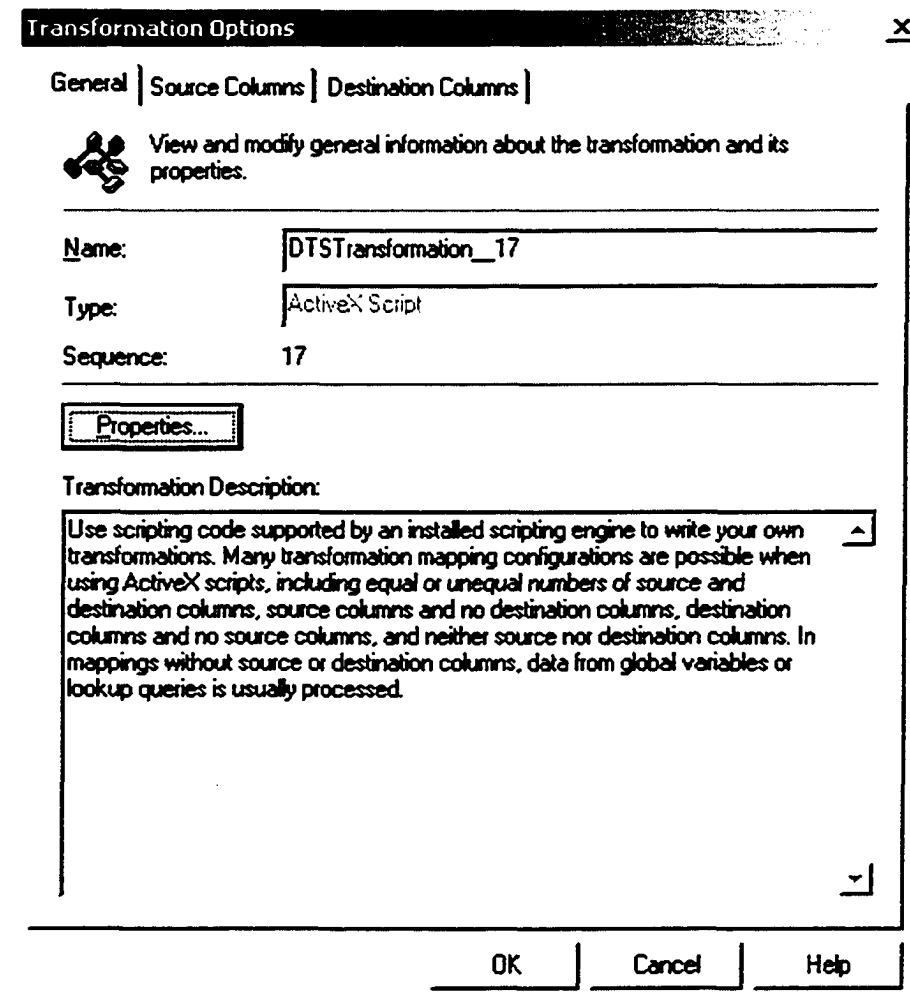 Transformation Options
General Source Columns Destination Columns
View and modify general information about the transformation and its
properties.
Name: DTSTransformation__17
Type: ActiveX Script
Sequence: 17
Properties...
Transformation Description:
Use scripting code supported by an installed scripting engine to write your own
transformations. Many transformation mapping configurations are possible when
using ActiveX scripts, including equal or unequal numbers of source and
destination columns, source columns and no destination columns, destination
columns and no source columns, and neither source nor destination columns. In
mappings without source or destination columns, data from global variables or
lookup queries is usually processed.
OK Cancel Help